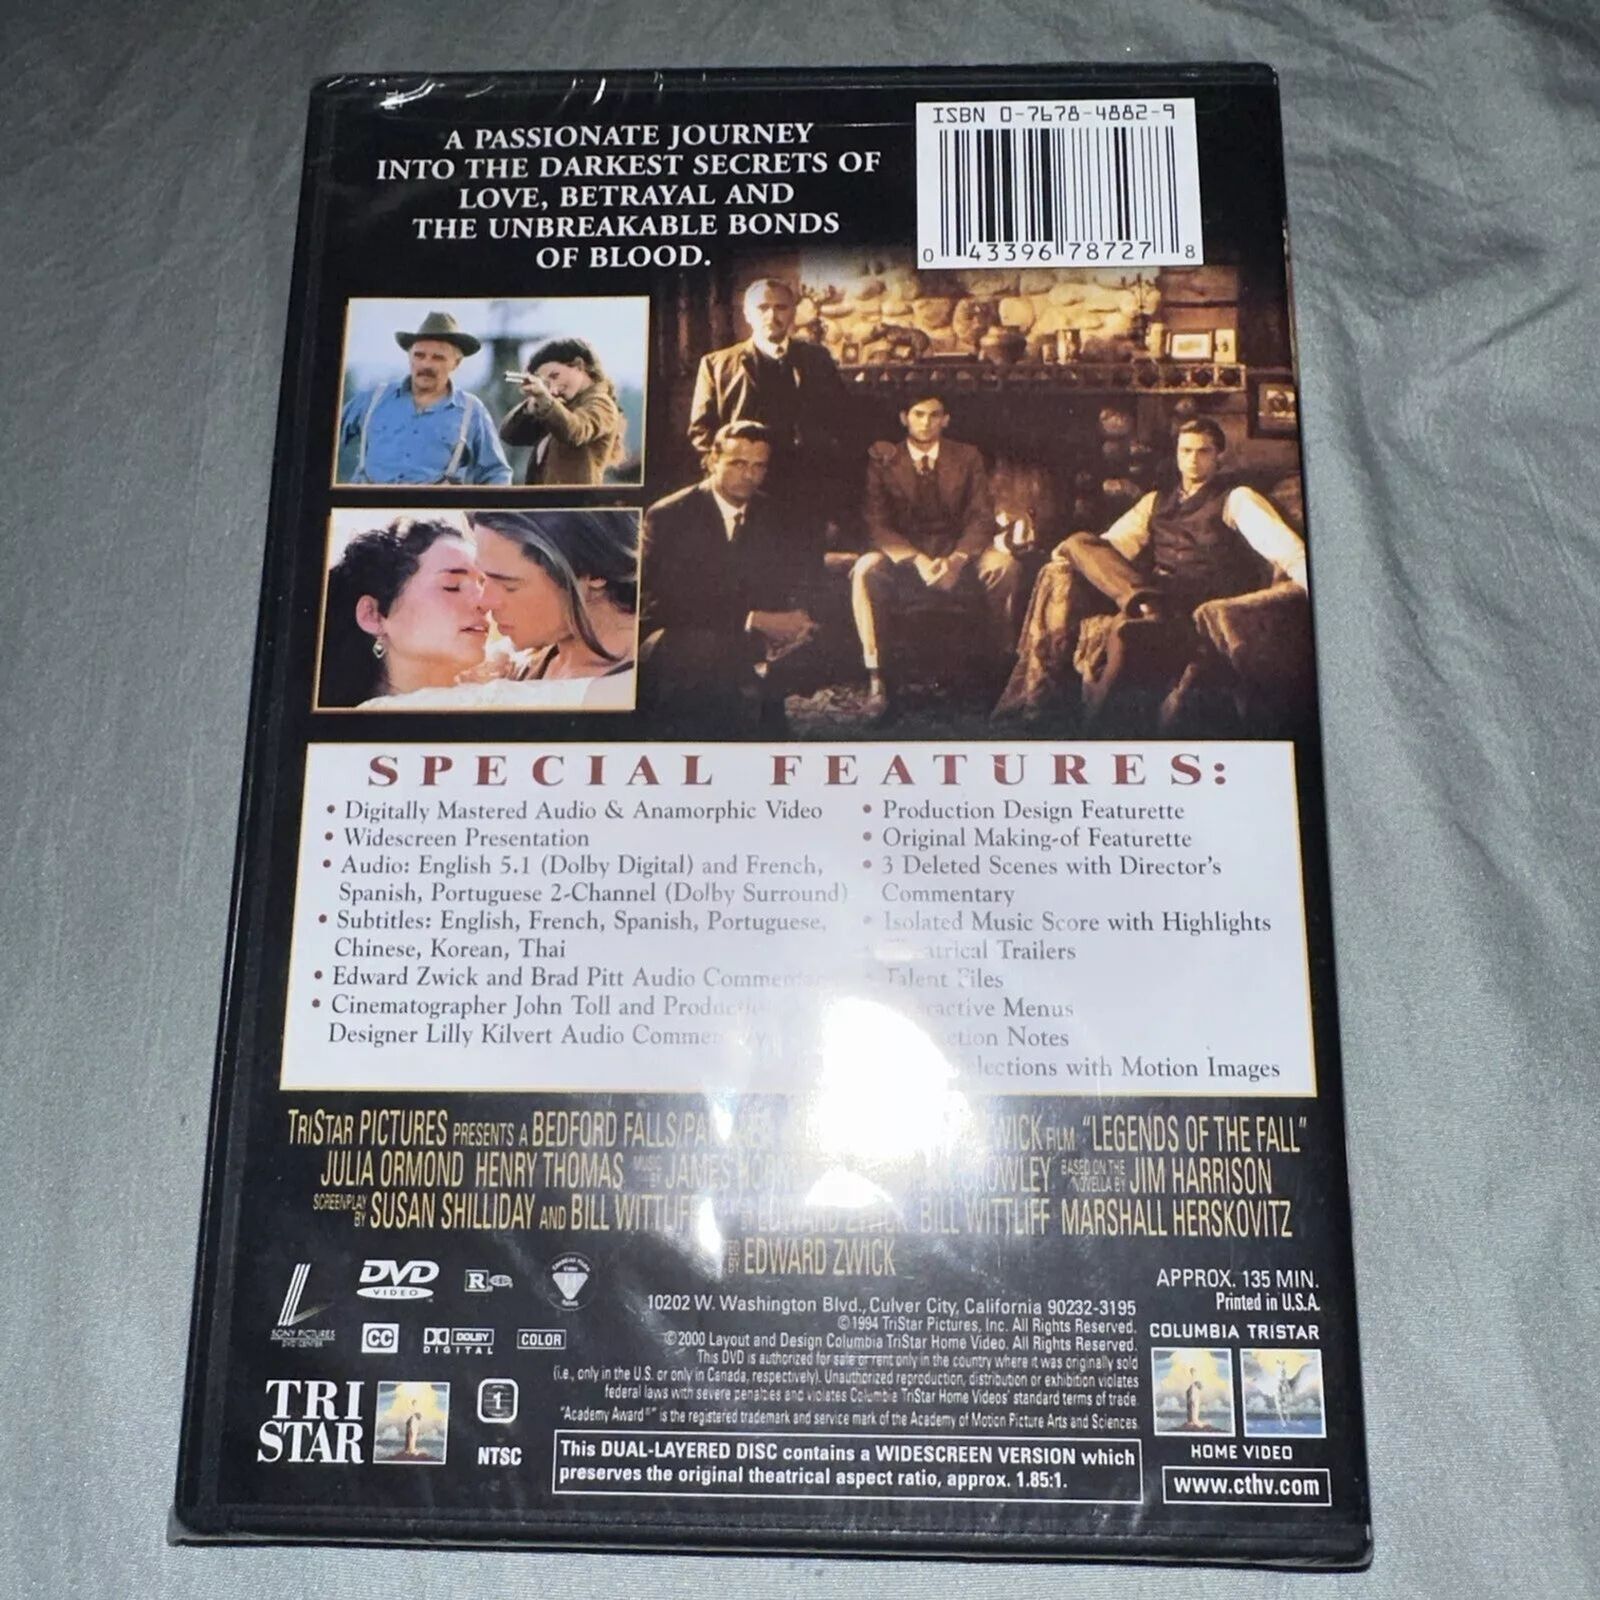 A PASSIONATE JOURNEY
INTO THE DARKEST SECRETS OF
LOVE, BETRAYAL AND
THE UNBREAKABLE BONDS
OF BLOOD.
ISBN 0-7678-4882-9
0 43396 78727 8
SPECIAL FEATURES:
• Digitally Mastered Audio & Anamorphic Video
• Widescreen Presentation
• Audio: English 5.1 (Dolby Digital) and French,
Spanish, Portuguese 2-Channel (Dolby Surround)
• Subtitles: English, French, Spanish, Portuguese,
Chinese, Korean, Thai
• Edward Zwick and Brad Pitt Audio
• Cinematographer John Toll and
Designer Lilly Kilvert Audio
• Production Design Featurette
• Original Making-of Featurette
• 3 Deleted Scenes with Director's
Commentary
• Isolated Music Score with Highlights
Trailers
• Talent Files
Menus
Notes
with Motion Images
TRISTAR PICTURES PRESENTS A BEDFORD FALLS/ FILM "LEGENDS OF THE FALL"
JULIA ORMOND HENRY THOMAS MUSIC BY JAMES BASED ON THE NOVELLA BY JIM HARRISON
SCREENPLAY BY SUSAN SHILLIDAY AND BILL WITTLIFF BILL WITTLIFF MARSHALL HERSKOVITZ
BY EDWARD ZWICK
SONY PICTURES
DVD CENTER
DVD
VIDEO
R
CC
DOLBY
DIGITAL
COLOR
TRI
STAR
1
NTSC
10202 W. Washington Blvd., Culver City, California 90232-3195
©1994 TriStar Pictures, Inc. All Rights Reserved.
©2000 Layout and Design Columbia TriStar Home Video. All Rights Reserved.
This DVD is authorized for sale or rent only in the country where it was originally sold
(i.e., only in the U.S. or only in Canada, respectively). Unauthorized reproduction, distribution or exhibition violates
federal laws with severe penalties and violates Columbia TriStar Home Videos' standard terms of trade.
"Academy Award®" is the registered trademark and service mark of the Academy of Motion Picture Arts and Sciences.
This DUAL-LAYERED DISC contains a WIDESCREEN VERSION which
preserves the original theatrical aspect ratio, approx. 1.85:1.
APPROX. 135 MIN.
Printed in U.S.A.
COLUMBIA TRISTAR
HOME VIDEO
www.cthv.com